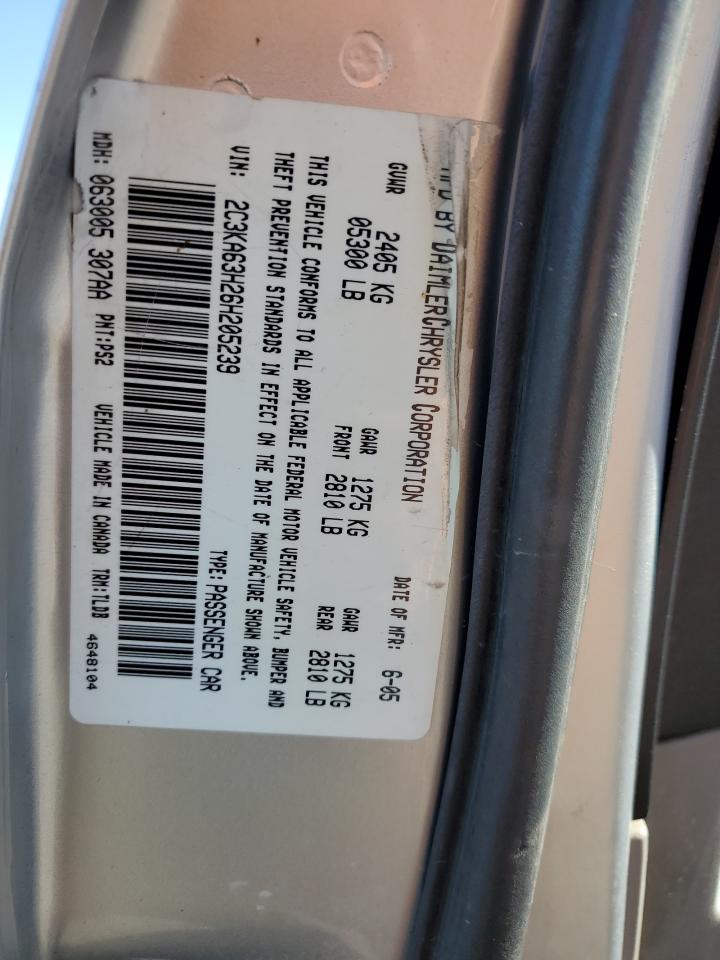 BY DAIMLERCHRYSLER CORPORATION DATE OF MFR: 6-05
GVWR 2405 KG GAWR 1275 KG GAWR 1275 KG
05300 LB FRONT 2810 LB REAR 2810 LB
THIS VEHICLE CONFORMS TO ALL APPLICABLE FEDERAL MOTOR VEHICLE SAFETY, BUMPER AND
THEFT PREVENTION STANDARDS IN EFFECT ON THE DATE OF MANUFACTURE SHOWN ABOVE.
VIN: 2C3KA63H26H205239 TYPE: PASSENGER CAR
MDH: 063005 307AA PNT:PS2 VEHICLE MADE IN CANADA TRM:TLDB 4648104